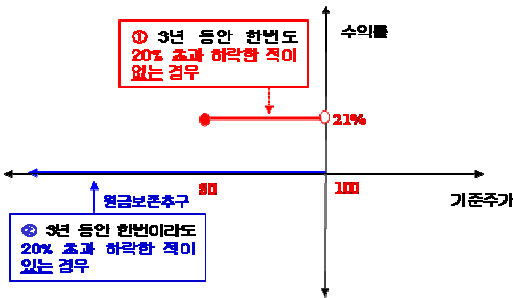 ① 3년 동안 한번도
20% 초과 하락한 적이
없는 경우
수익률
21%
80
100
기준주가
원금보존추구
② 3년 동안 한번이라도
20% 초과 하락한 적이
있는 경우